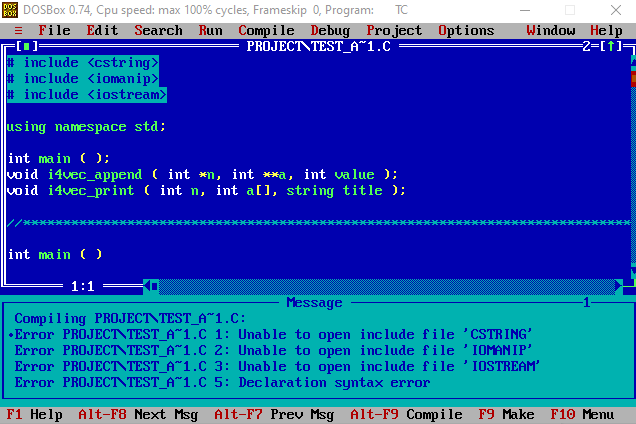 DOSBox 0.74, Cpu speed: max 100% cycles, Frameskip 0, Program: TC
≡ File Edit Search Run Compile Debug Project Options Window Help
[■] PROJECT\TEST_A~1.C 2=[↑]
# include <cstring>
# include <iomanip>
# include <iostream>
using namespace std;
int main ( );
void i4vec_append ( int *n, int **a, int value );
void i4vec_print ( int n, int a[], string title );
//****************************************************************************
int main ( )
1:1
Message 1
Compiling PROJECT\TEST_A~1.C:
•Error PROJECT\TEST_A~1.C 1: Unable to open include file 'CSTRING'
Error PROJECT\TEST_A~1.C 2: Unable to open include file 'IOMANIP'
Error PROJECT\TEST_A~1.C 3: Unable to open include file 'IOSTREAM'
Error PROJECT\TEST_A~1.C 5: Declaration syntax error
F1 Help Alt-F8 Next Msg Alt-F7 Prev Msg Alt-F9 Compile F9 Make F10 Menu